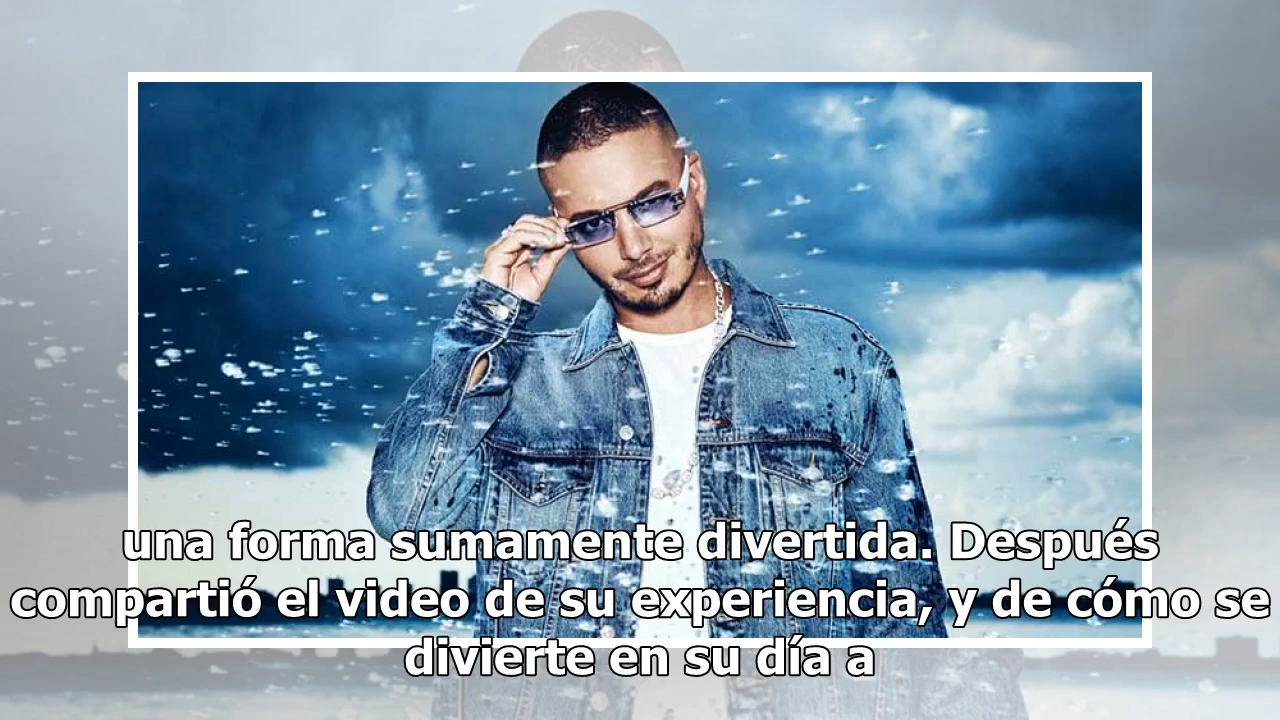 una forma sumamente divertida. Después
compartió el video de su experiencia, y de cómo se
divierte en su día a